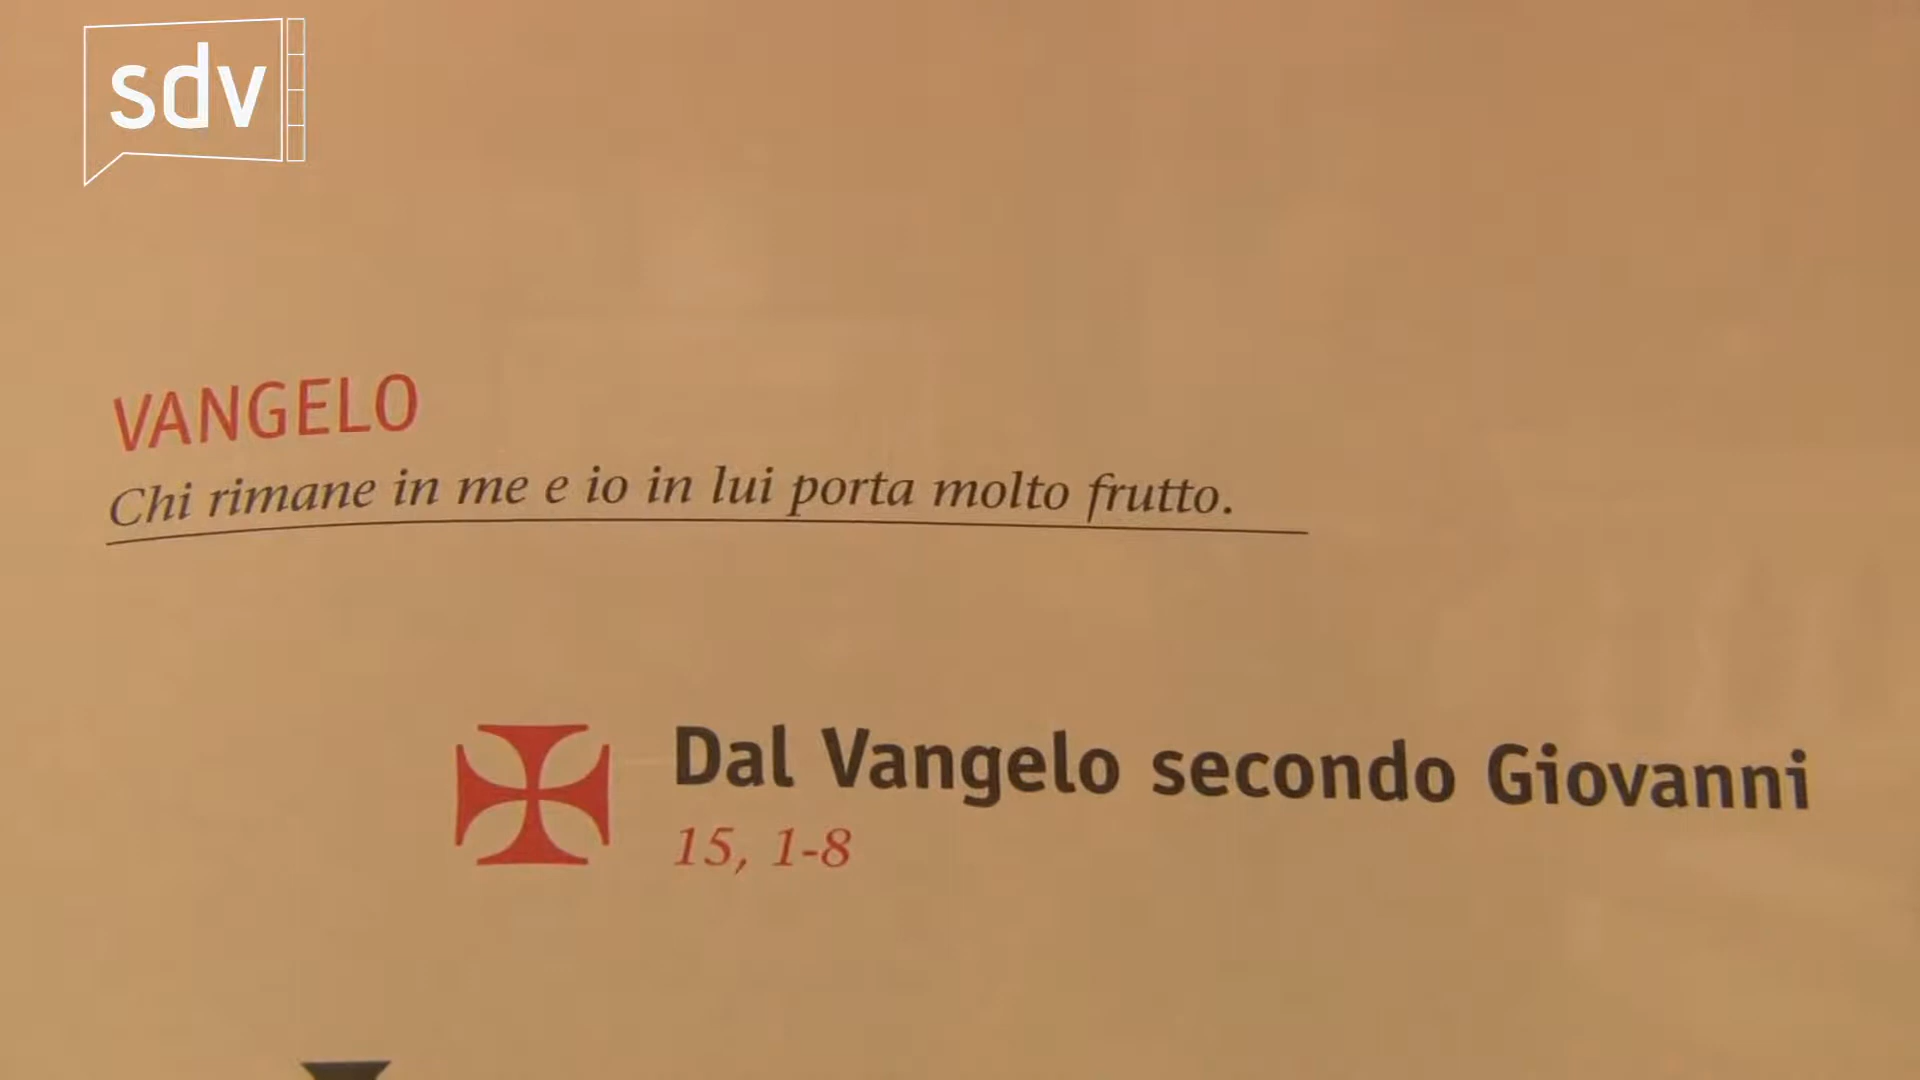 sdv
VANGELO
Chi rimane in me e io in lui porta molto frutto.
Dal Vangelo secondo Giovanni
15, 1-8